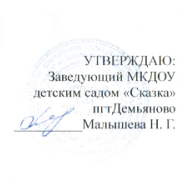 УТВЕРЖДАЮ:
Заведующий МКДОУ
детским садом «Сказка»
пгтДемьяново
Малышева Н. Г.